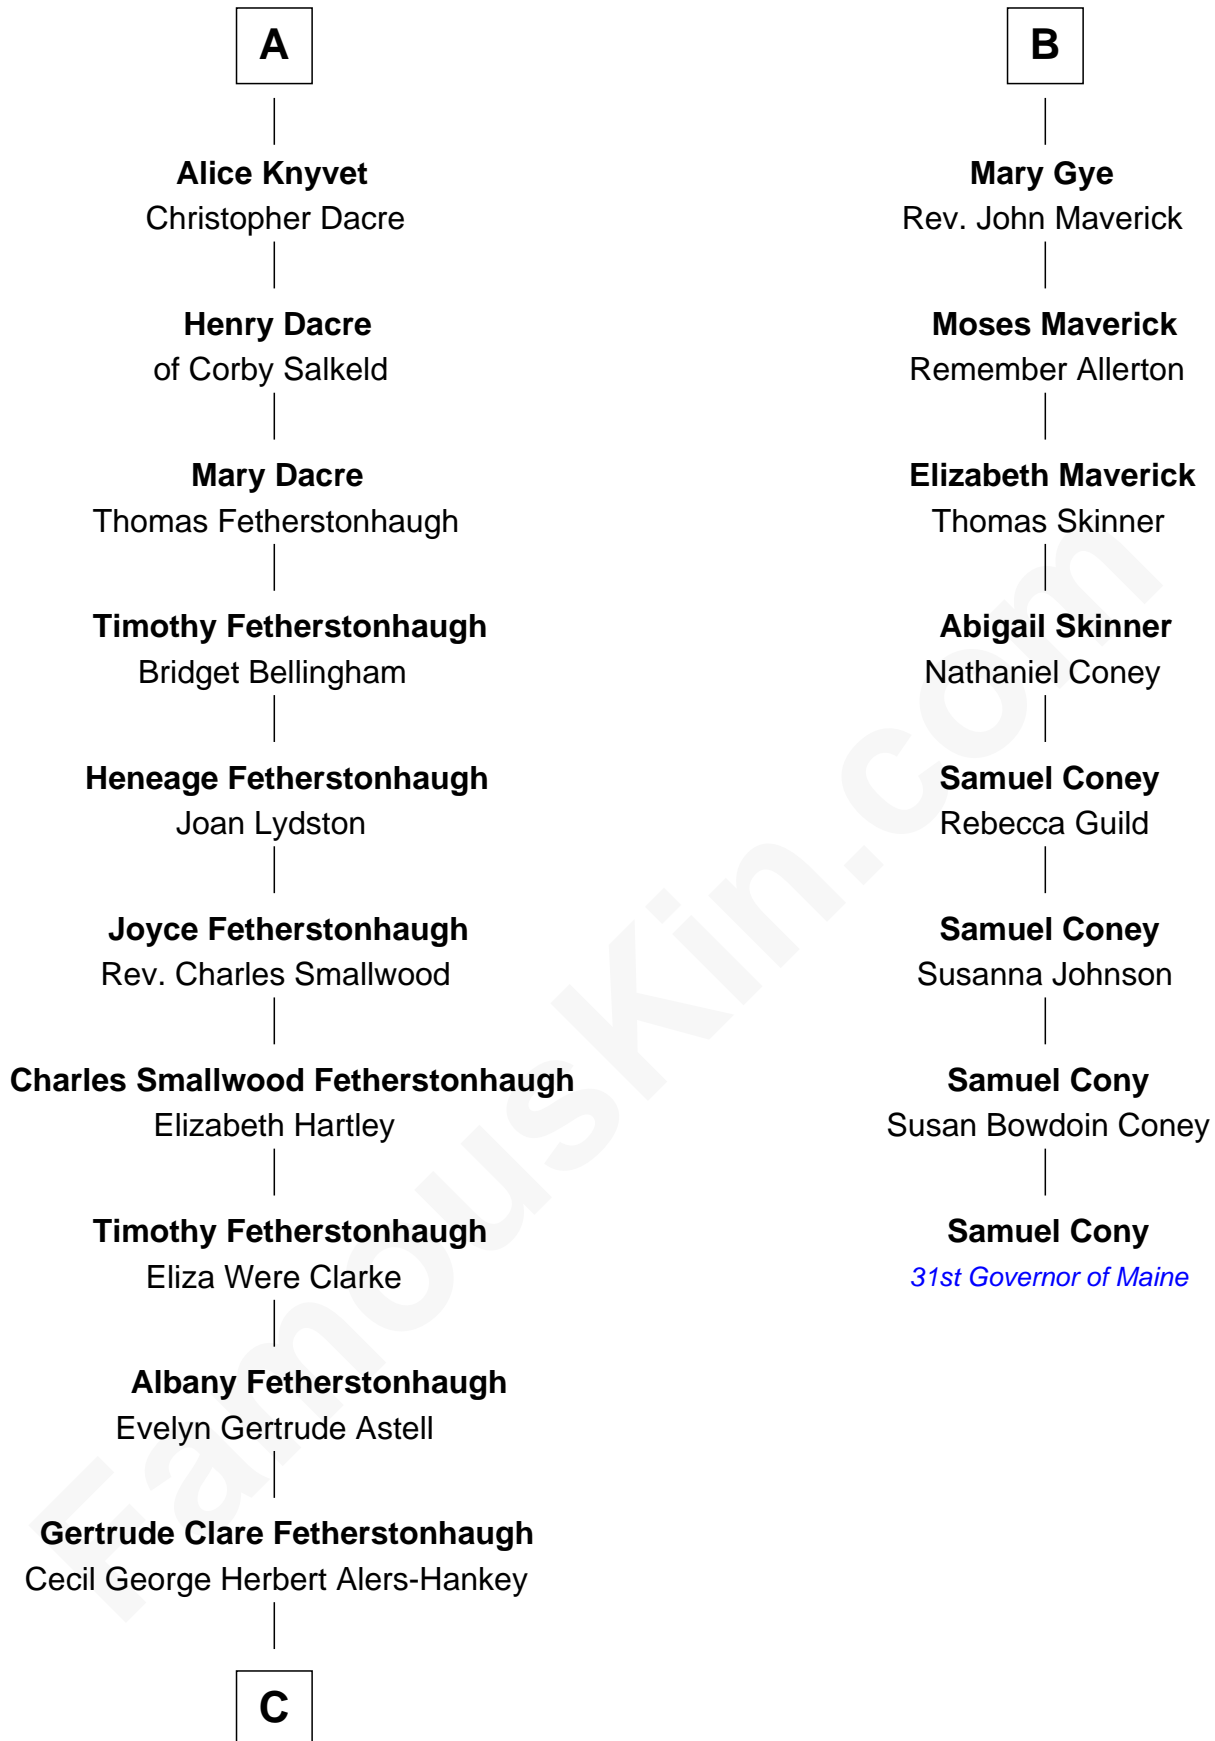 A
Alice Knyvet
Christopher Dacre
Henry Dacre
of Corby Salkeld
Mary Dacre
Thomas Fetherstonhaugh
Timothy Fetherstonhaugh
Bridget Bellingham
Heneage Fetherstonhaugh
Joan Lydston
Joyce Fetherstonhaugh
Rev. Charles Smallwood
Charles Smallwood Fetherstonhaugh
Elizabeth Hartley
Timothy Fetherstonhaugh
Eliza Were Clarke
Albany Fetherstonhaugh
Evelyn Gertrude Astell
Gertrude Clare Fetherstonhaugh
Cecil George Herbert Alers-Hankey
C
B
Mary Gye
Rev. John Maverick
Moses Maverick
Remember Allerton
Elizabeth Maverick
Thomas Skinner
Abigail Skinner
Nathaniel Coney
Samuel Coney
Rebecca Guild
Samuel Coney
Susanna Johnson
Samuel Cony
Susan Bowdoin Coney
Samuel Cony
31st Governor of Maine
FamousKin.com